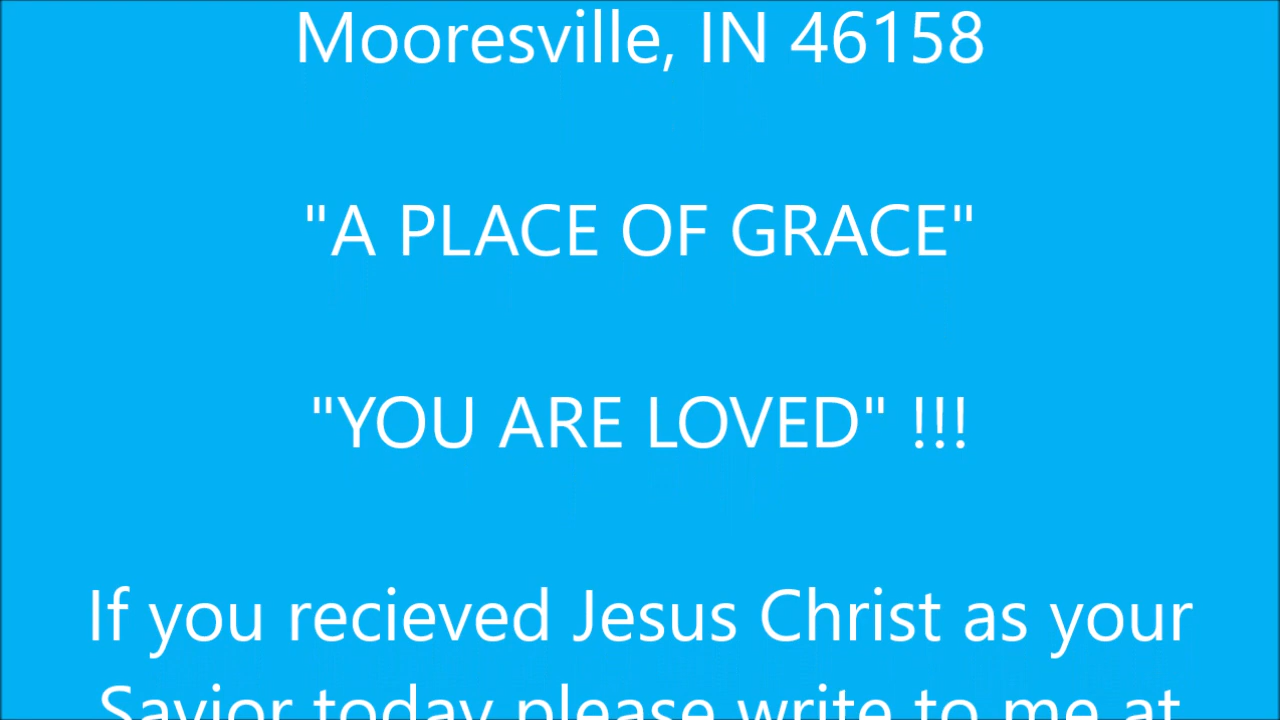 Mooresville, IN 46158
"A PLACE OF GRACE"
"YOU ARE LOVED" !!!
If you recieved Jesus Christ as your
Savior today please write to me at